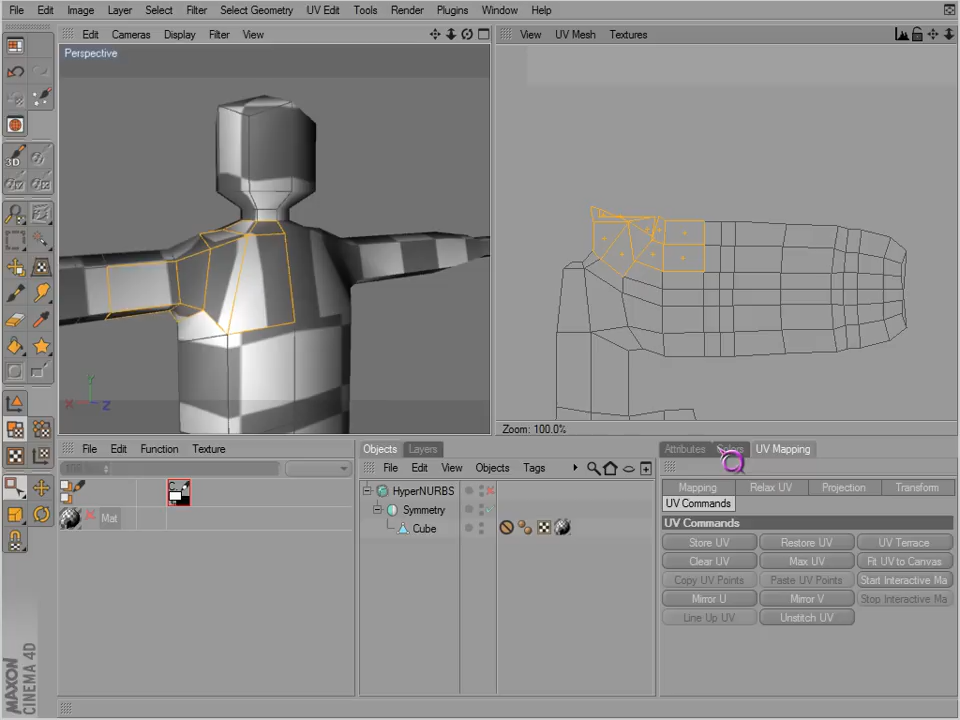 File Edit Image Layer Select Filter Select Geometry UV Edit Tools Render Plugins Window Help
Edit Cameras Display Filter View
View UV Mesh Textures
Perspective
3D
Y
X Z
Zoom: 100.0%
File Edit Function Texture
Objects Layers
Attributes UV Mapping
File Edit View Objects Tags
HyperNURBS
Symmetry
Cube
Mat
Mapping Relax UV Projection Transform
UV Commands
UV Commands
Store UV Restore UV UV Terrace
Clear UV Max UV Fit UV to Canvas
Copy UV Points Paste UV Points Start Interactive Ma
Mirror U Mirror V Stop Interactive Ma
Line Up UV Unstitch UV
MAXON
CINEMA 4D